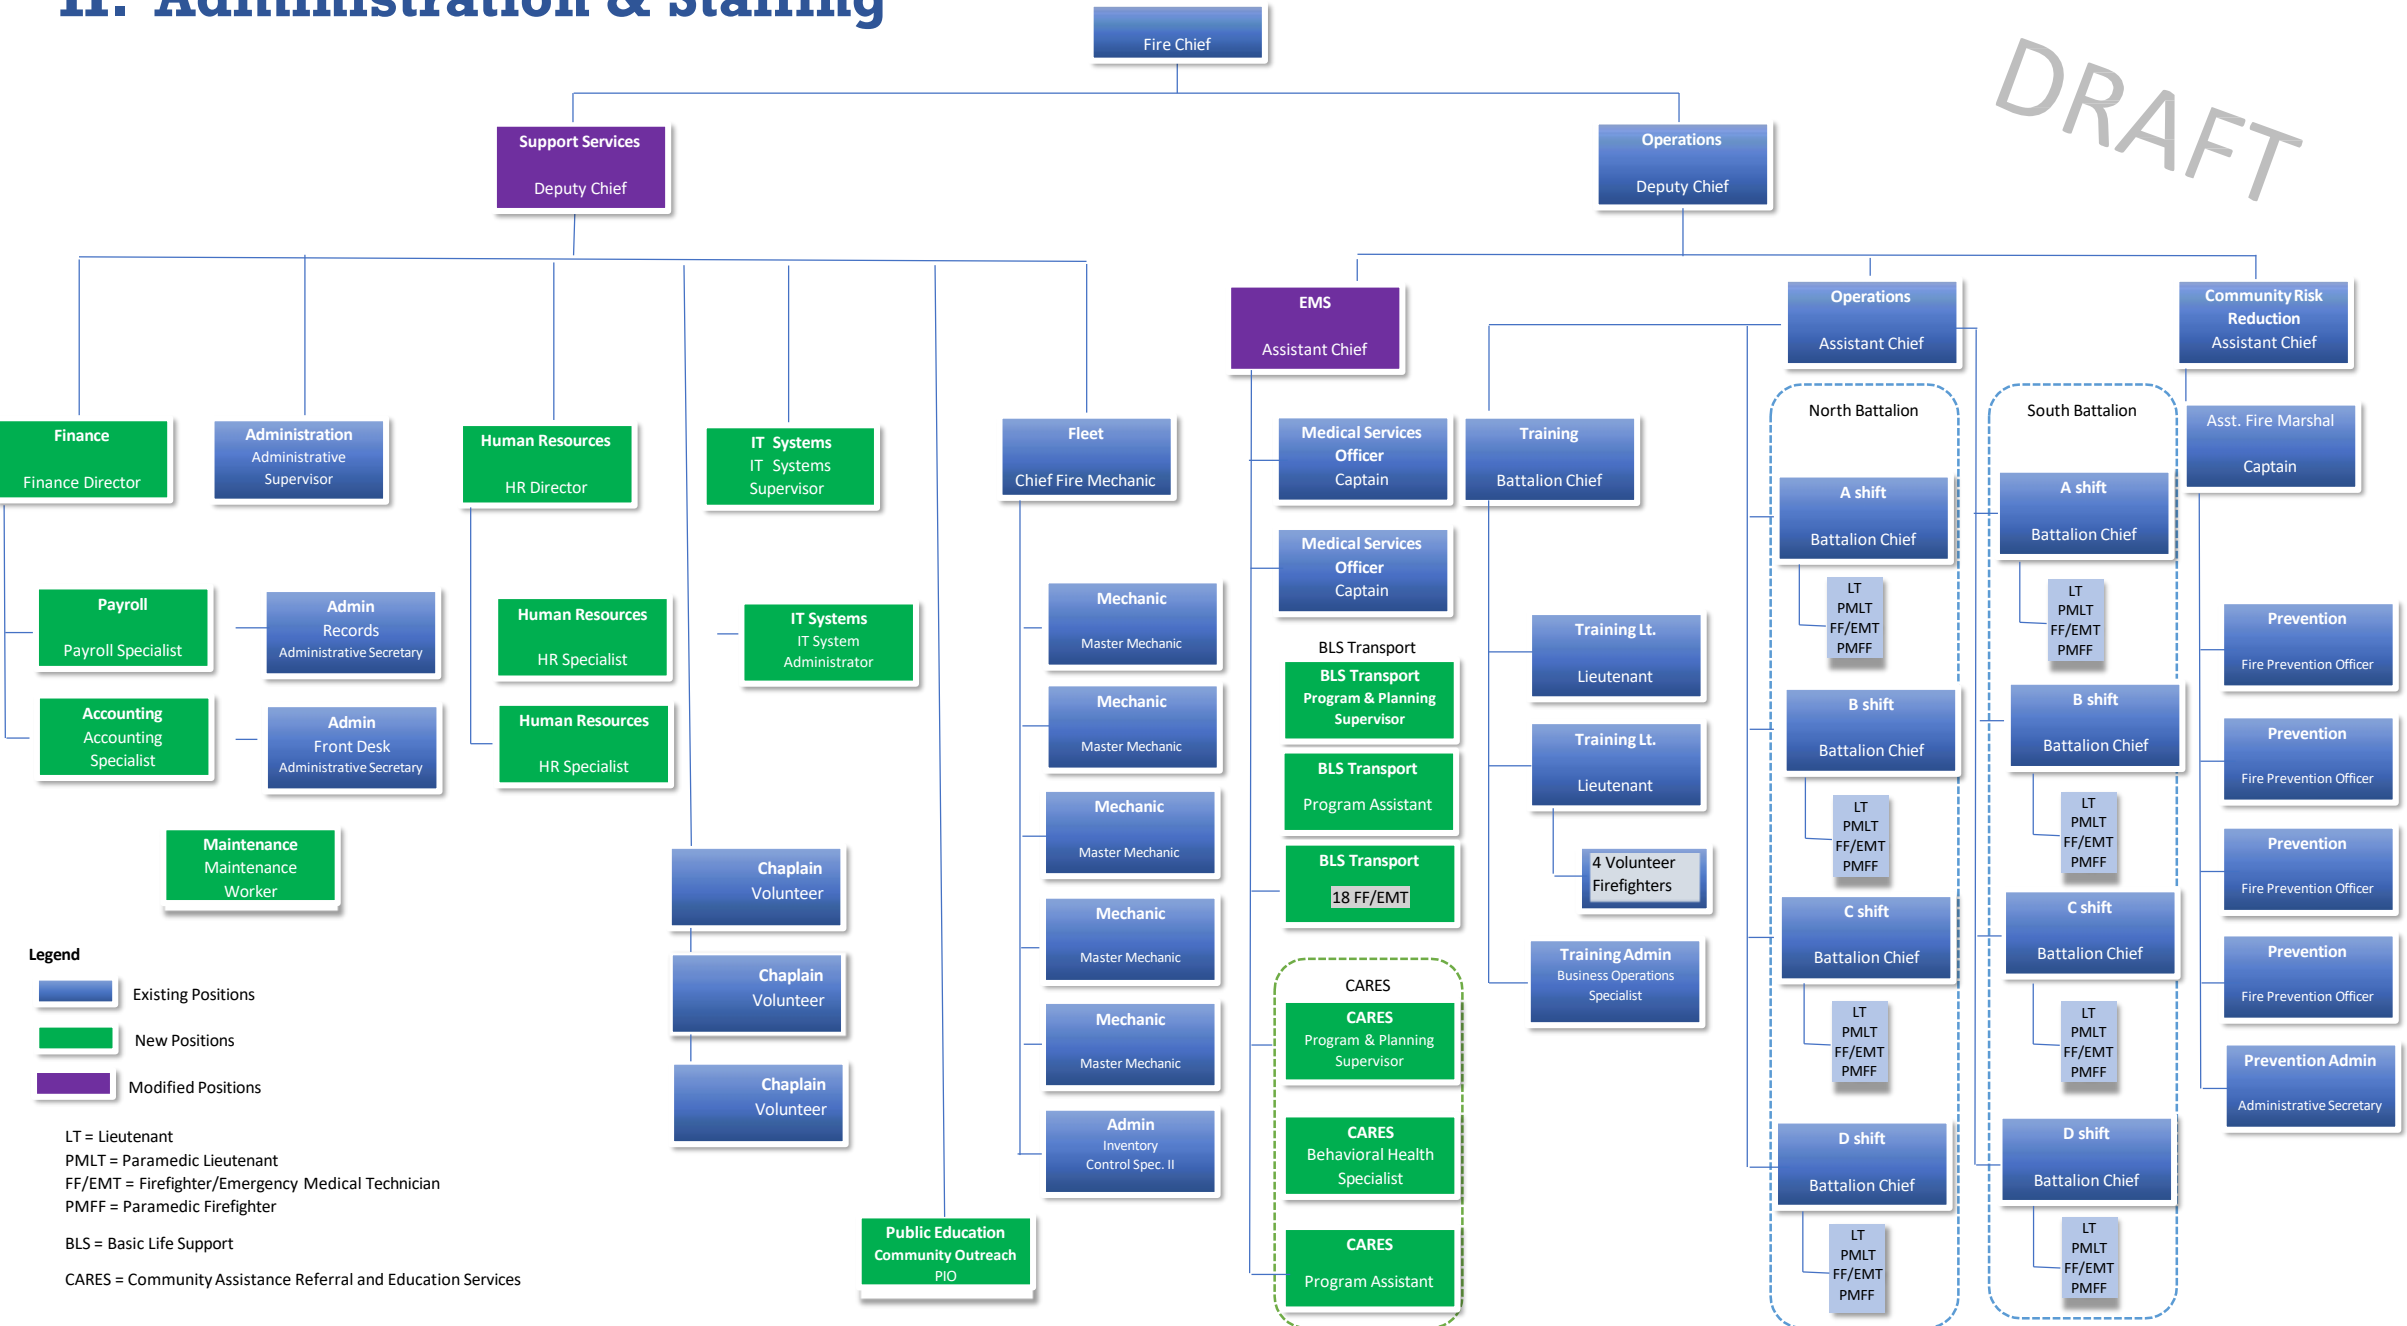 II. Administration & Staffing
DRAFT
Fire Chief
Support Services
Deputy Chief
Operations
Deputy Chief
EMS
Assistant Chief
Operations
Assistant Chief
Community Risk
Reduction
Assistant Chief
Finance
Finance Director
Administration
Administrative
Supervisor
Human Resources
HR Director
IT Systems
IT Systems
Supervisor
Fleet
Chief Fire Mechanic
Medical Services
Officer
Captain
Training
Battalion Chief
North Battalion
South Battalion
Asst. Fire Marshal
Captain
Payroll
Payroll Specialist
Accounting
Accounting
Specialist
Admin
Records
Administrative Secretary
Admin
Front Desk
Administrative Secretary
Maintenance
Maintenance
Worker
Human Resources
HR Specialist
Human Resources
HR Specialist
IT Systems
IT System
Administrator
Chaplain
Volunteer
Chaplain
Volunteer
Chaplain
Volunteer
Public Education
Community Outreach
PIO
Mechanic
Master Mechanic
Mechanic
Master Mechanic
Mechanic
Master Mechanic
Mechanic
Master Mechanic
Mechanic
Master Mechanic
Admin
Inventory
Control Spec. II
Medical Services
Officer
Captain
BLS Transport
BLS Transport
Program & Planning
Supervisor
BLS Transport
Program Assistant
BLS Transport
18 FF/EMT
CARES
CARES
Program & Planning
Supervisor
CARES
Behavioral Health
Specialist
CARES
Program Assistant
Training Lt.
Lieutenant
Training Lt.
Lieutenant
4 Volunteer
Firefighters
Training Admin
Business Operations
Specialist
A shift
Battalion Chief
LT
PMLT
FF/EMT
PMFF
B shift
Battalion Chief
LT
PMLT
FF/EMT
PMFF
C shift
Battalion Chief
LT
PMLT
FF/EMT
PMFF
D shift
Battalion Chief
LT
PMLT
FF/EMT
PMFF
A shift
Battalion Chief
LT
PMLT
FF/EMT
PMFF
B shift
Battalion Chief
LT
PMLT
FF/EMT
PMFF
C shift
Battalion Chief
LT
PMLT
FF/EMT
PMFF
D shift
Battalion Chief
LT
PMLT
FF/EMT
PMFF
Prevention
Fire Prevention Officer
Prevention
Fire Prevention Officer
Prevention
Fire Prevention Officer
Prevention
Fire Prevention Officer
Prevention Admin
Administrative Secretary
Legend
Existing Positions
New Positions
Modified Positions
LT = Lieutenant
PMLT = Paramedic Lieutenant
FF/EMT = Firefighter/Emergency Medical Technician
PMFF = Paramedic Firefighter
BLS = Basic Life Support
CARES = Community Assistance Referral and Education Services